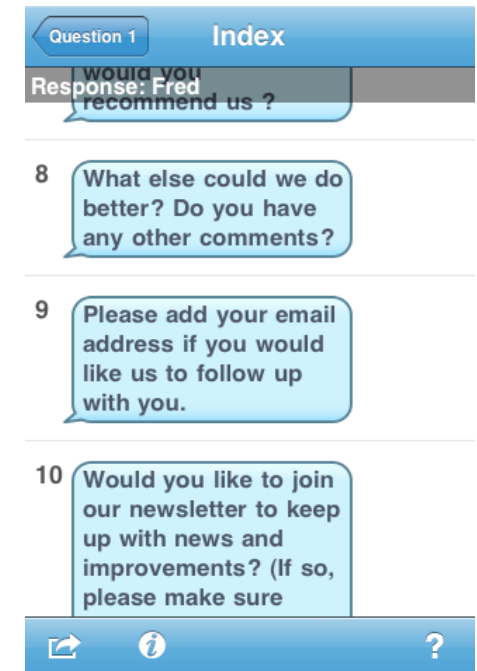 Question 1
Index
would you
Response: Fred
recommend us ?
8
What else could we do
better? Do you have
any other comments?
9
Please add your email
address if you would
like us to follow up
with you.
10
Would you like to join
our newsletter to keep
up with news and
improvements? (If so,
please make sure
i
?